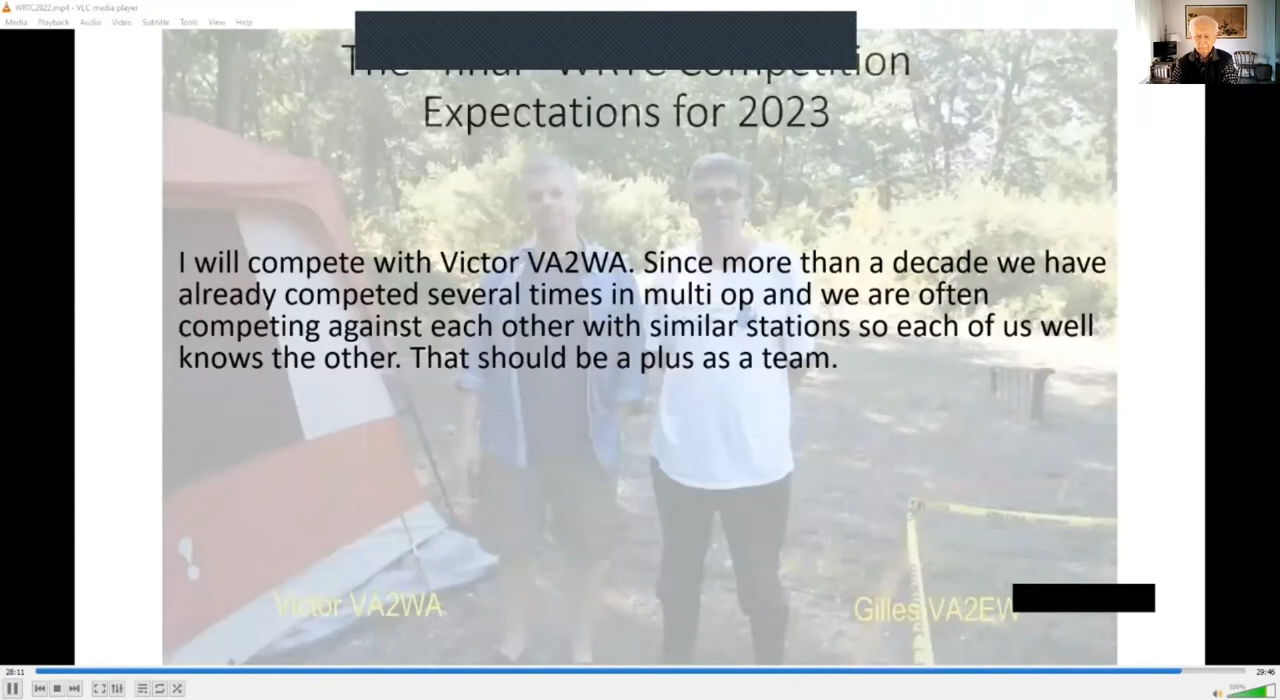 WRTC2022.mp4 - VLC media player
Media Playback Audio Video Subtitle Tools View Help
Competition
Expectations for 2023
I will compete with Victor VA2WA. Since more than a decade we have
already competed several times in multi op and we are often
competing against each other with similar stations so each of us well
knows the other. That should be a plus as a team.
Victor VA2WA
Gilles VA2EW
28:11
29:46
100%